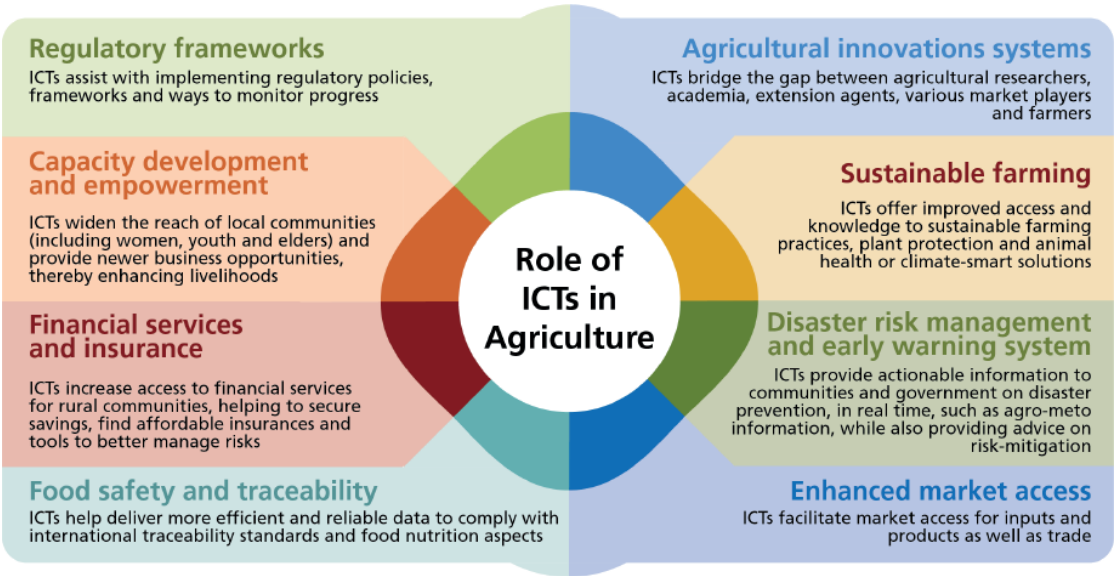 Regulatory frameworks
ICTs assist with implementing regulatory policies,
frameworks and ways to monitor progress
Capacity development
and empowerment
ICTs widen the reach of local communities
(including women, youth and elders) and
provide newer business opportunities,
thereby enhancing livelihoods
Financial services
and insurance
ICTs increase access to financial services
for rural communities, helping to secure
savings, find affordable insurances and
tools to better manage risks
Food safety and traceability
ICTs help deliver more efficient and reliable data to comply with
international traceability standards and food nutrition aspects
Role of
ICTs in
Agriculture
Agricultural innovations systems
ICTs bridge the gap between agricultural researchers,
academia, extension agents, various market players
and farmers
Sustainable farming
ICTs offer improved access and
knowledge to sustainable farming
practices, plant protection and animal
health or climate-smart solutions
Disaster risk management
and early warning system
ICTs provide actionable information to
communities and government on disaster
prevention, in real time, such as agro-meto
information, while also providing advice on
risk-mitigation
Enhanced market access
ICTs facilitate market access for inputs and
products as well as trade